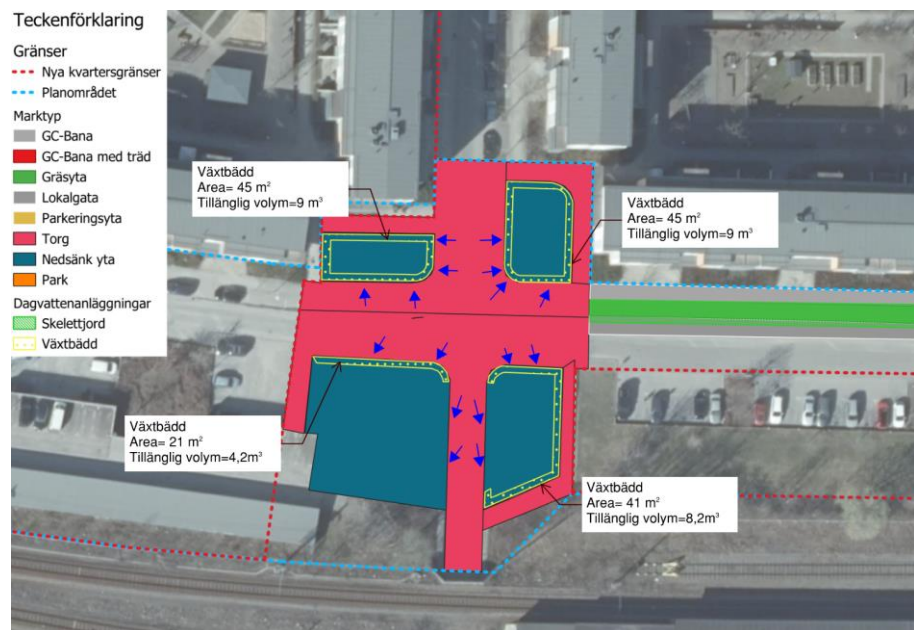 Teckenförklaring
Gränser
Nya kvartersgränser
Planområdet
Marktyp
GC-Bana
GC-Bana med träd
Gräsyta
Lokalgata
Parkeringsyta
Torg
Nedsänk yta
Park
Dagvattenanläggningar
Skelettjord
Växtbädd
Växtbädd
Area= 45 m²
Tillänglig volym=9 m³
Växtbädd
Area= 45 m²
Tillänglig volym=9 m³
Växtbädd
Area= 21 m²
Tillänglig volym=4,2m³
Växtbädd
Area= 41 m²
Tillänglig volym=8,2m³